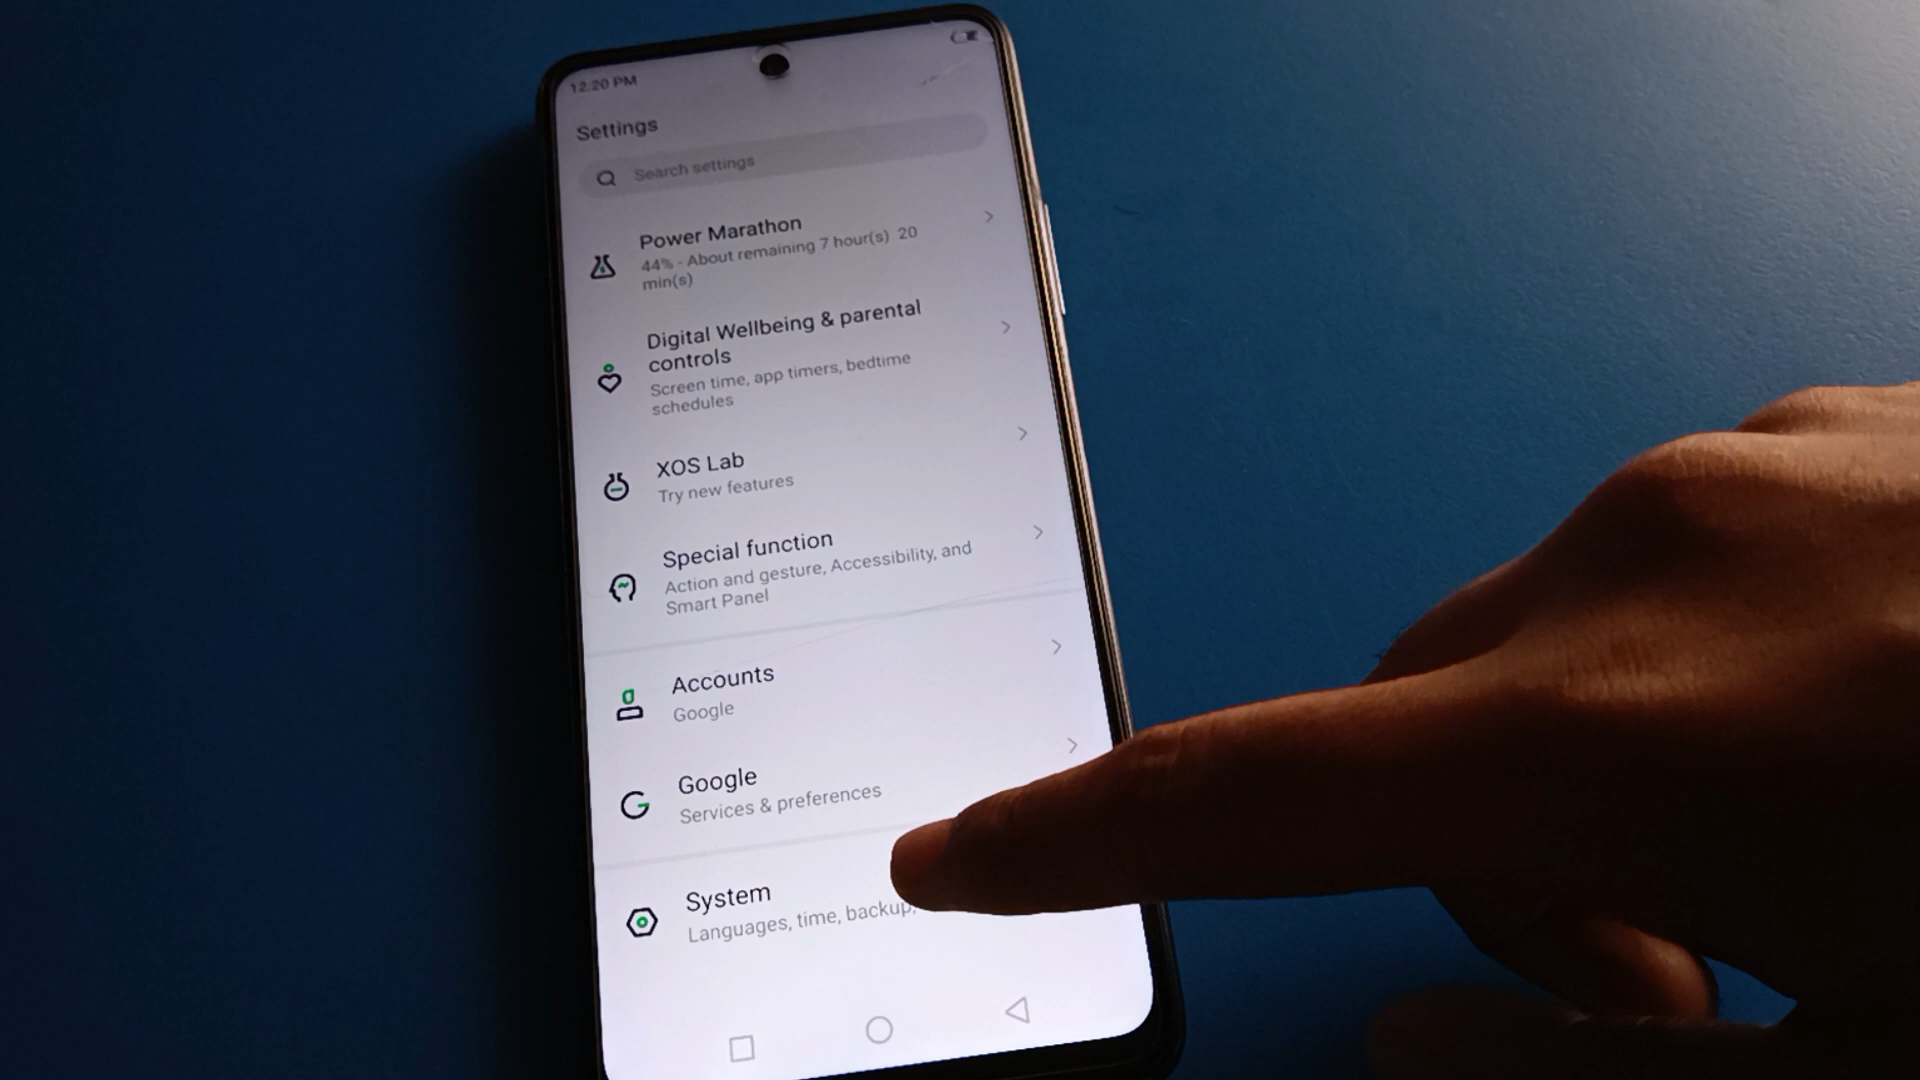 12:20 PM
Settings
Search settings
Power Marathon
44% - About remaining 7 hour(s) 20
min(s)
Digital Wellbeing & parental
controls
Screen time, app timers, bedtime
schedules
XOS Lab
Try new features
Special function
Action and gesture, Accessibility, and
Smart Panel
Accounts
Google
Google
Services & preferences
System
Languages, time, backup,